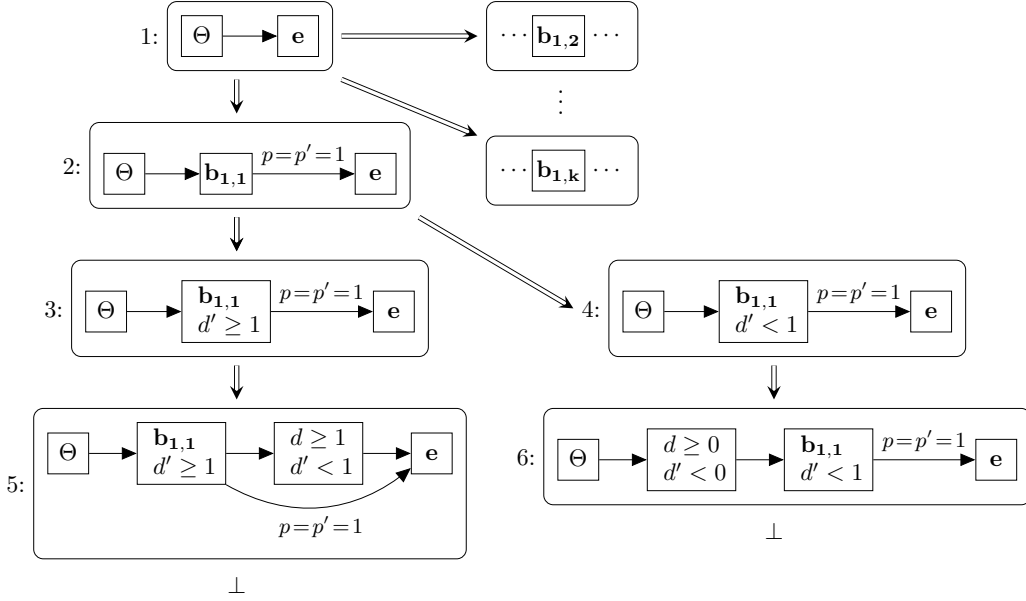 1: Θ e ··· b1,2 ···
⋮
··· b1,k ···
2: Θ b1,1 p=p′=1 e
3: Θ b1,1 d′ ≥ 1 p=p′=1 e
4: Θ b1,1 d′ < 1 p=p′=1 e
5: Θ b1,1 d′ ≥ 1 d ≥ 1 d′ < 1 e
p=p′=1
⊥
6: Θ d ≥ 0 d′ < 0 b1,1 d′ < 1 p=p′=1 e
⊥